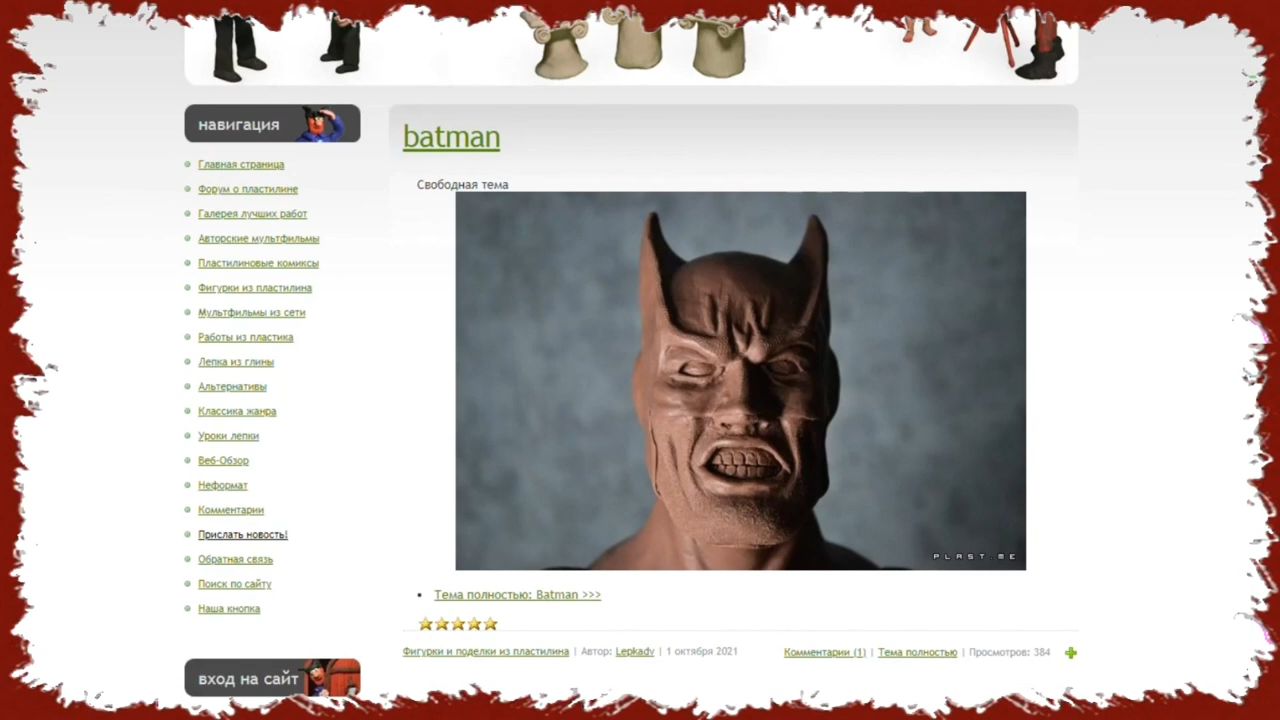 навигация
Главная страница
Форум о пластилине
Галерея лучших работ
Авторские мультфильмы
Пластилиновые комиксы
Фигурки из пластилина
Мультфильмы из сети
Работы из пластика
Лепка из глины
Альтернативы
Классика жанра
Уроки лепки
Веб-Обзор
Неформат
Комментарии
Прислать новость!
Обратная связь
Поиск по сайту
Наша кнопка
вход на сайт
batman
Свободная тема
PLAST.ME
Тема полностью: Batman >>>
Фигурки и поделки из пластилина | Автор: Lepkadv | 1 октября 2021
Комментарии (1) | Тема полностью | Просмотров: 384